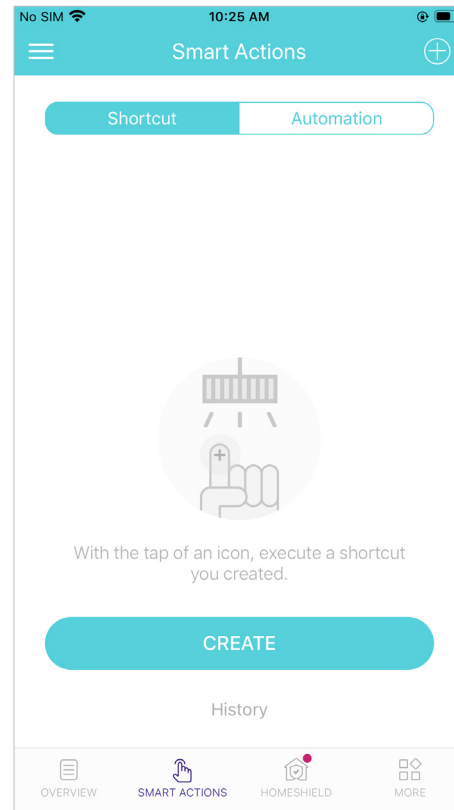 No SIM 10:25 AM
Smart Actions
Shortcut Automation
With the tap of an icon, execute a shortcut
you created.
CREATE
History
OVERVIEW SMART ACTIONS HOMESHIELD MORE